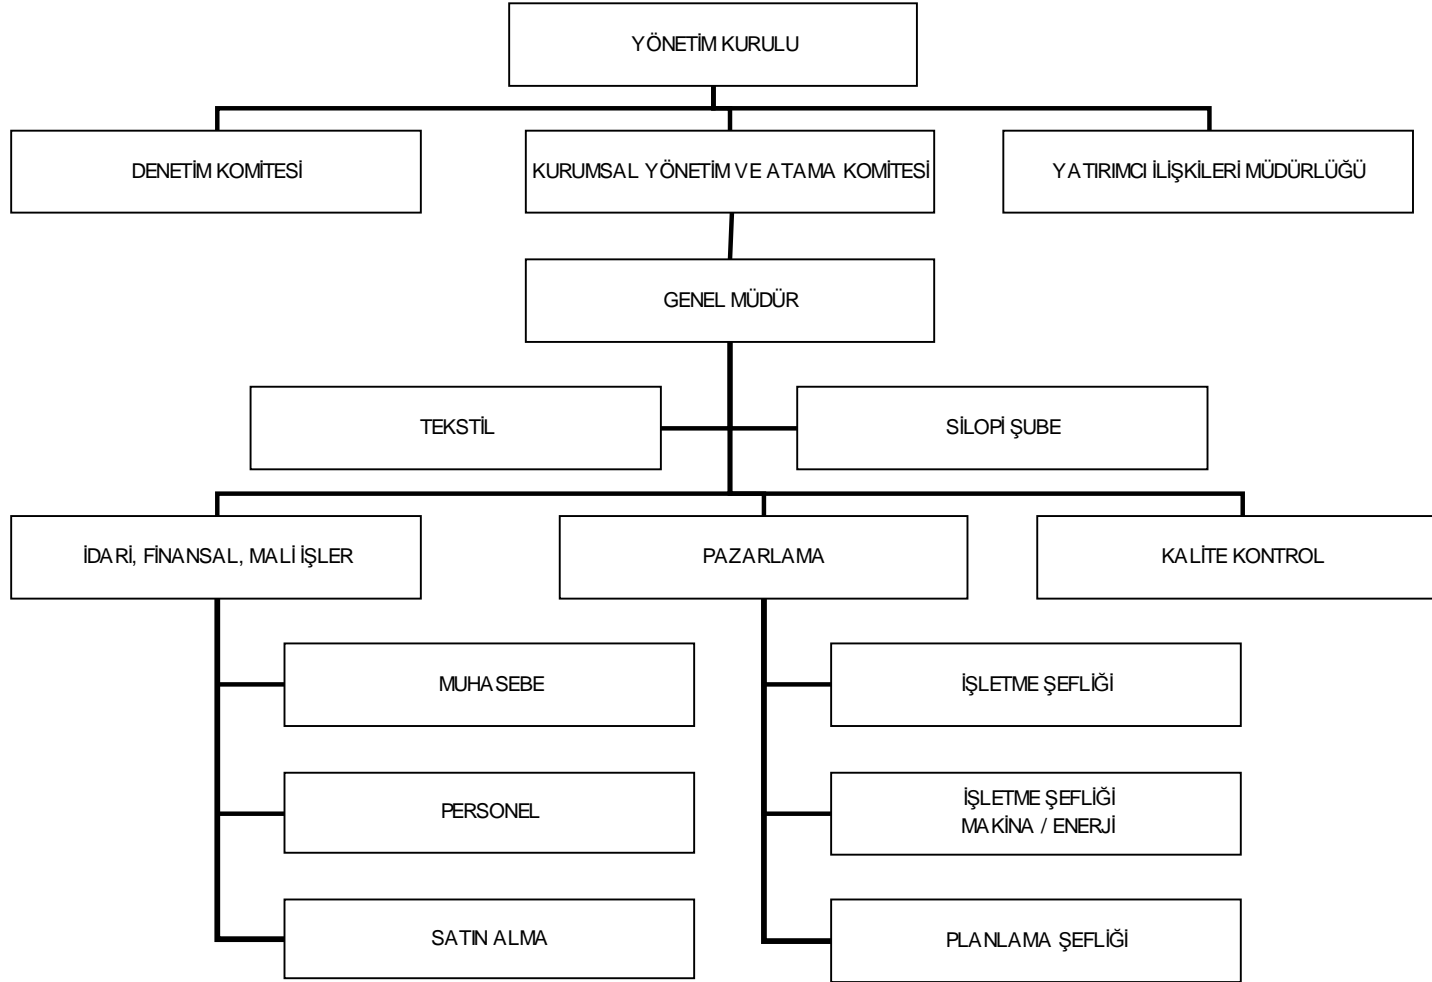 YÖNETİM KURULU
DENETİM KOMİTESİ
KURUMSAL YÖNETİM VE ATAMA KOMİTESİ
YATIRIMCI İLİŞKİLERİ MÜDÜRLÜĞÜ
GENEL MÜDÜR
TEKSTİL
SİLOPİ ŞUBE
İDARİ, FİNANSAL, MALİ İŞLER
PAZARLAMA
KALİTE KONTROL
MUHASEBE
İŞLETME ŞEFLİĞİ
PERSONEL
İŞLETME ŞEFLİĞİ
MAKİNA / ENERJİ
SATIN ALMA
PLANLAMA ŞEFLİĞİ